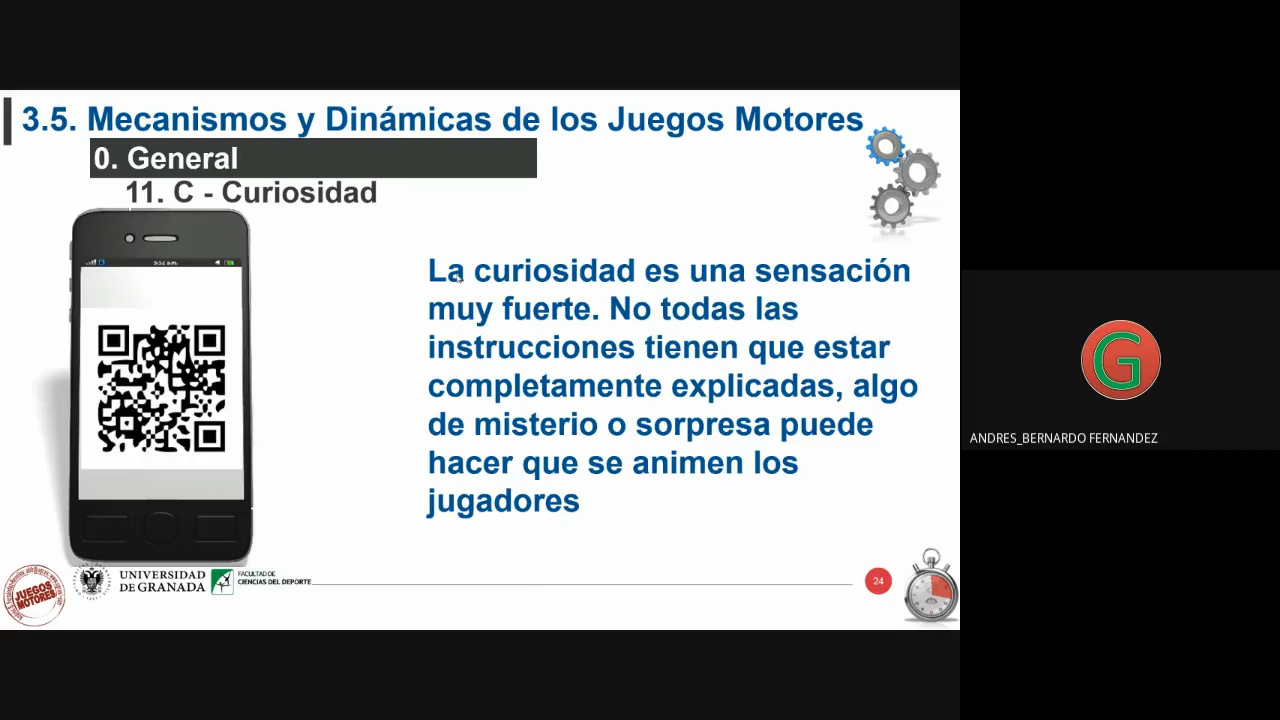 3.5. Mecanismos y Dinámicas de los Juegos Motores
0. General
11. C - Curiosidad
La curiosidad es una sensación
muy fuerte. No todas las
instrucciones tienen que estar
completamente explicadas, algo
de misterio o sorpresa puede
hacer que se animen los
jugadores
JUEGOS
MOTORES
UNIVERSIDAD
DE GRANADA
FACULTAD DE
CIENCIAS DEL DEPORTE
24
G
ANDRES_BERNARDO FERNANDEZ